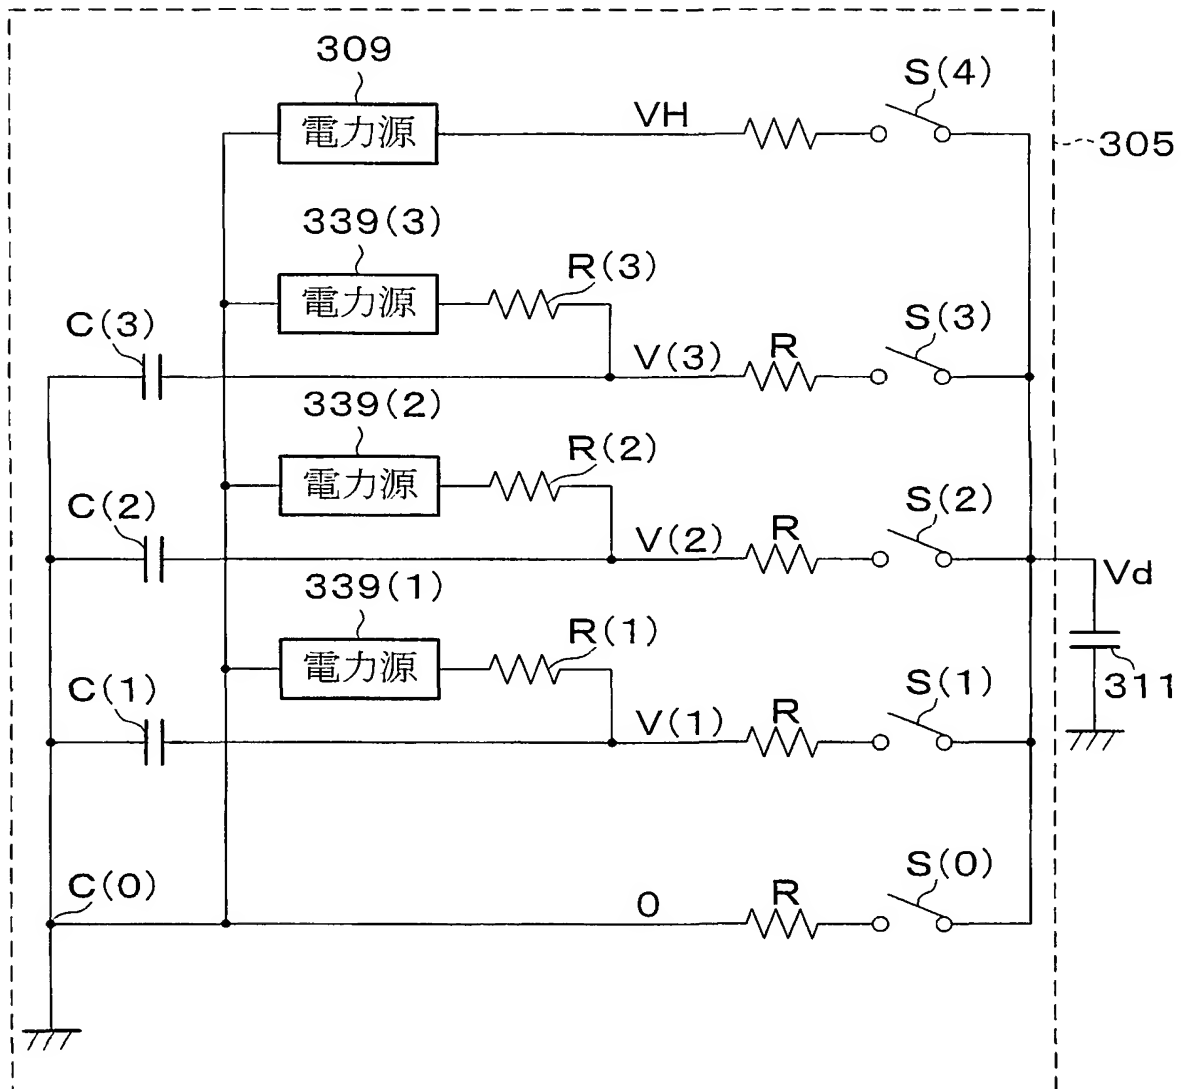 309
電力源
VH
S(4)
305
339(3)
電力源
R(3)
C(3)
V(3)
R
S(3)
339(2)
電力源
R(2)
C(2)
V(2)
R
S(2)
Vd
311
339(1)
電力源
R(1)
C(1)
V(1)
R
S(1)
C(0)
0
R
S(0)